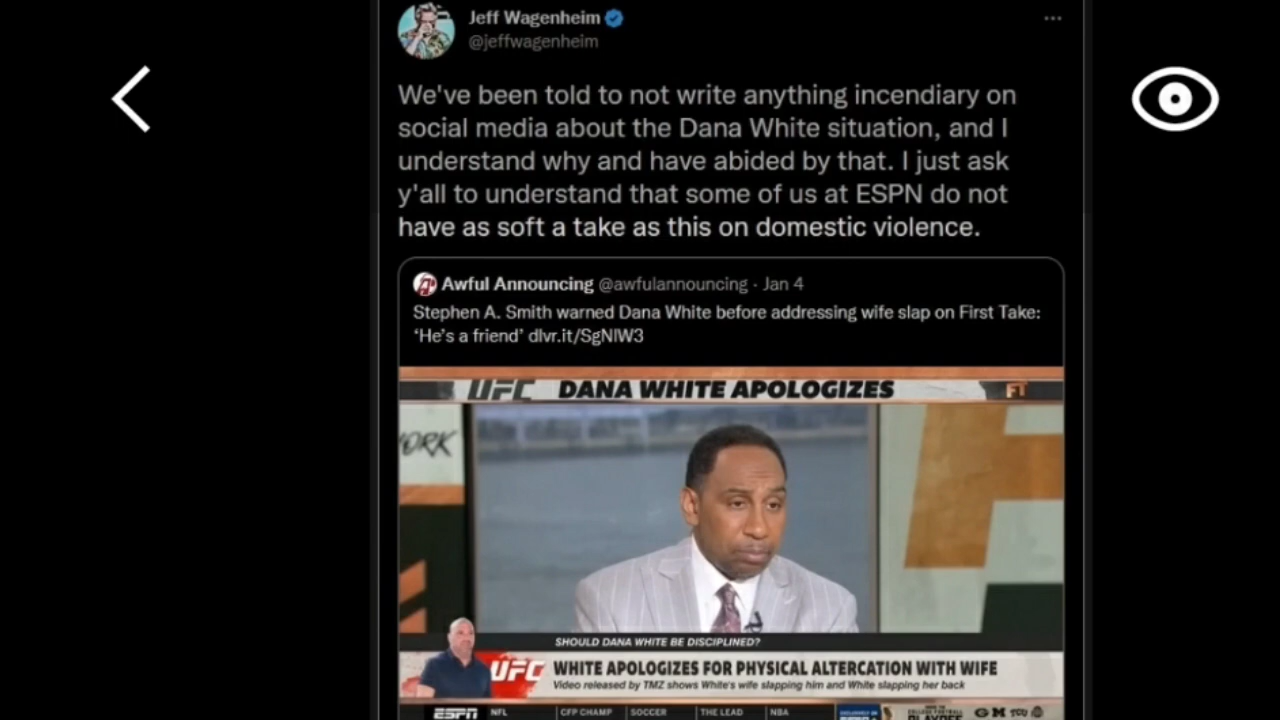 Jeff Wagenheim
@jeffwagenheim
We've been told to not write anything incendiary on
social media about the Dana White situation, and I
understand why and have abided by that. I just ask
y'all to understand that some of us at ESPN do not
have as soft a take as this on domestic violence.
Awful Announcing @awfulannouncing · Jan 4
Stephen A. Smith warned Dana White before addressing wife slap on First Take:
‘He's a friend’ dlvr.it/SgNlW3
UFC DANA WHITE APOLOGIZES FT
ORK
SHOULD DANA WHITE BE DISCIPLINED?
UFC WHITE APOLOGIZES FOR PHYSICAL ALTERCATION WITH WIFE
Video released by TMZ shows White's wife slapping him and White slapping her back
ESPN NFL CFP CHAMP SOCCER THE LEAD NBA